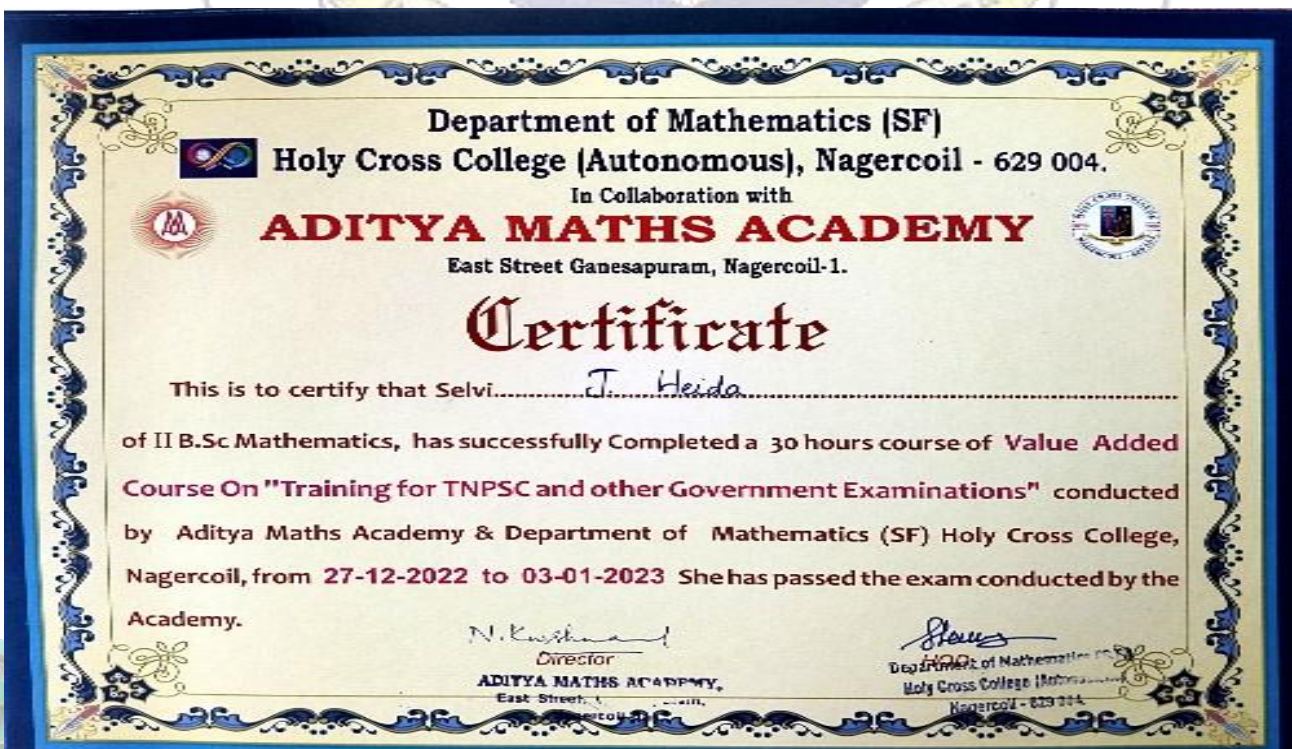 Department of Mathematics (SF)
Holy Cross College (Autonomous), Nagercoil - 629 004.
In Collaboration with
ADITYA MATHS ACADEMY
East Street Ganesapuram, Nagercoil-1.
Certificate
This is to certify that Selvi..............J. Heida..............................................................
of II B.Sc Mathematics, has successfully Completed a 30 hours course of Value Added
Course On "Training for TNPSC and other Government Examinations" conducted
by Aditya Maths Academy & Department of Mathematics (SF) Holy Cross College,
Nagercoil, from 27-12-2022 to 03-01-2023 She has passed the exam conducted by the
Academy.
Director
HOD
ADITYA MATHS ACADEMY,
East Street,
Department of Mathematics
Holy Cross College
Nagercoil - 629 004.